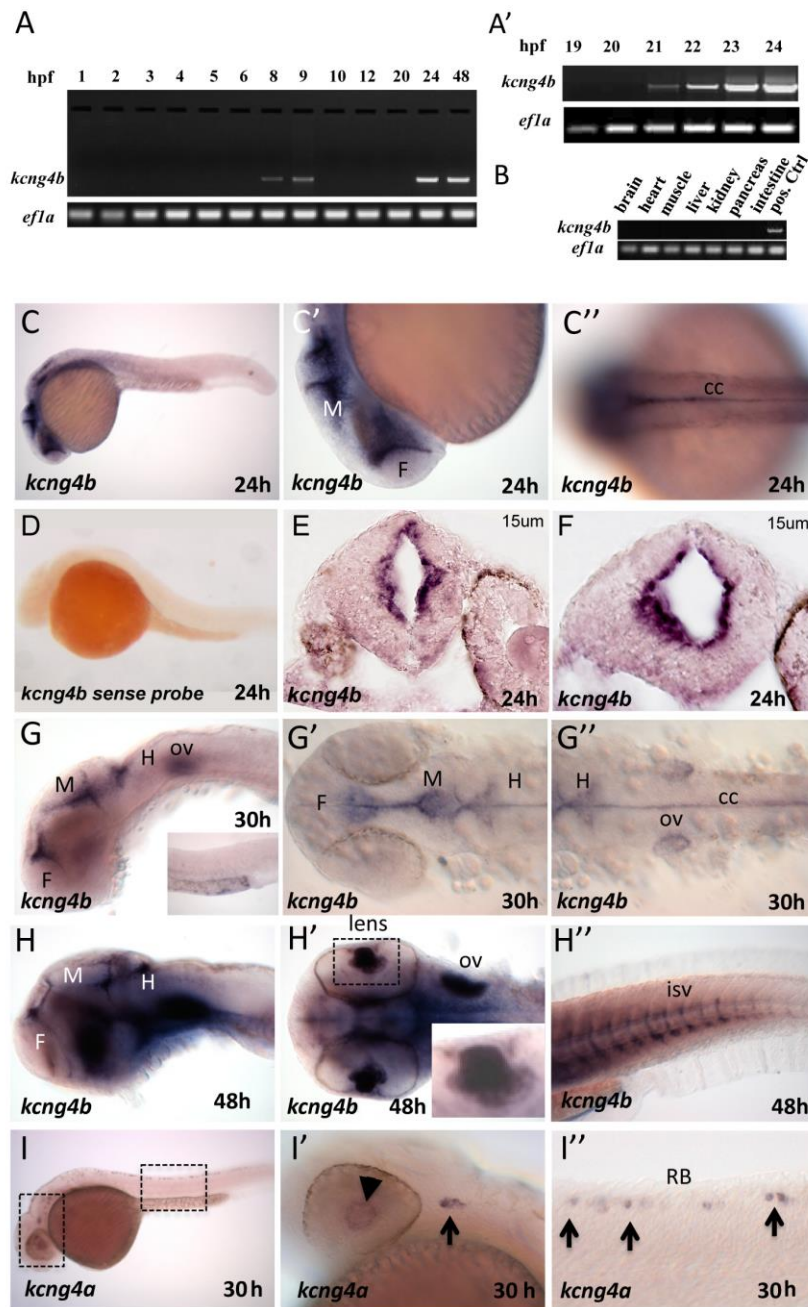 A
hpf 1 2 3 4 5 6 8 9 10 12 20 24 48
kcng4b
ef1a
A'
hpf
19 20 21 22 23 24
kcng4b
ef1a
B
brain heart muscle liver kidney pancreas intestine pos. Ctrl
kcng4b
ef1a
C
kcng4b 24h
C'
M
F
24h
C''
cc
kcng4b 24h
D
kcng4b sense probe 24h
E 15um
kcng4b 24h
F 15um
kcng4b 24h
G
M H ov
30h
F
kcng4b
G'
F M H
kcng4b 30h
G''
H cc
ov
kcng4b 30h
H
M H
F
kcng4b 48h
lens
H'
ov
kcng4b 48h
H''
isv
kcng4b 48h
I
kcng4a 30 h
I'
kcng4a 30 h
I''
RB
kcng4a 30h